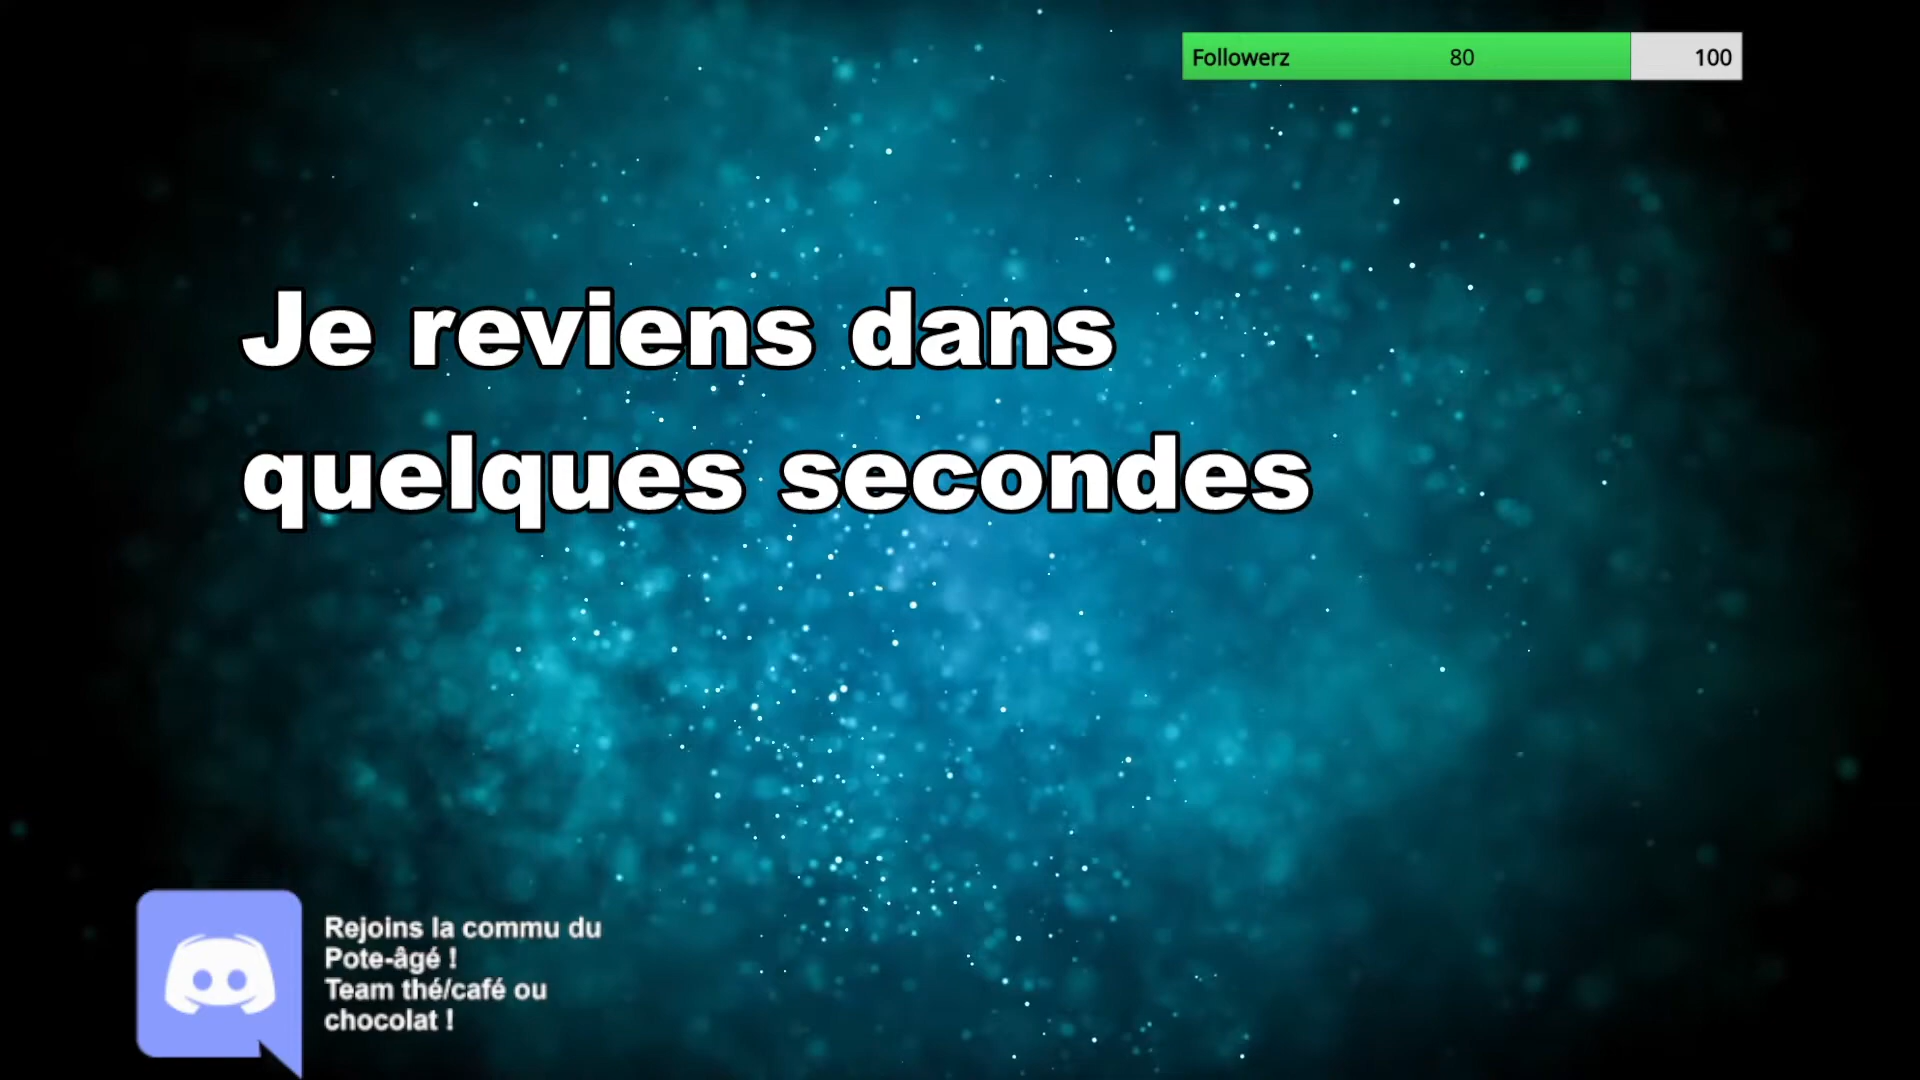 Followerz 80 100
Je reviens dans
quelques secondes
Rejoins la commu du
Pote-âgé !
Team thé/café ou
chocolat !